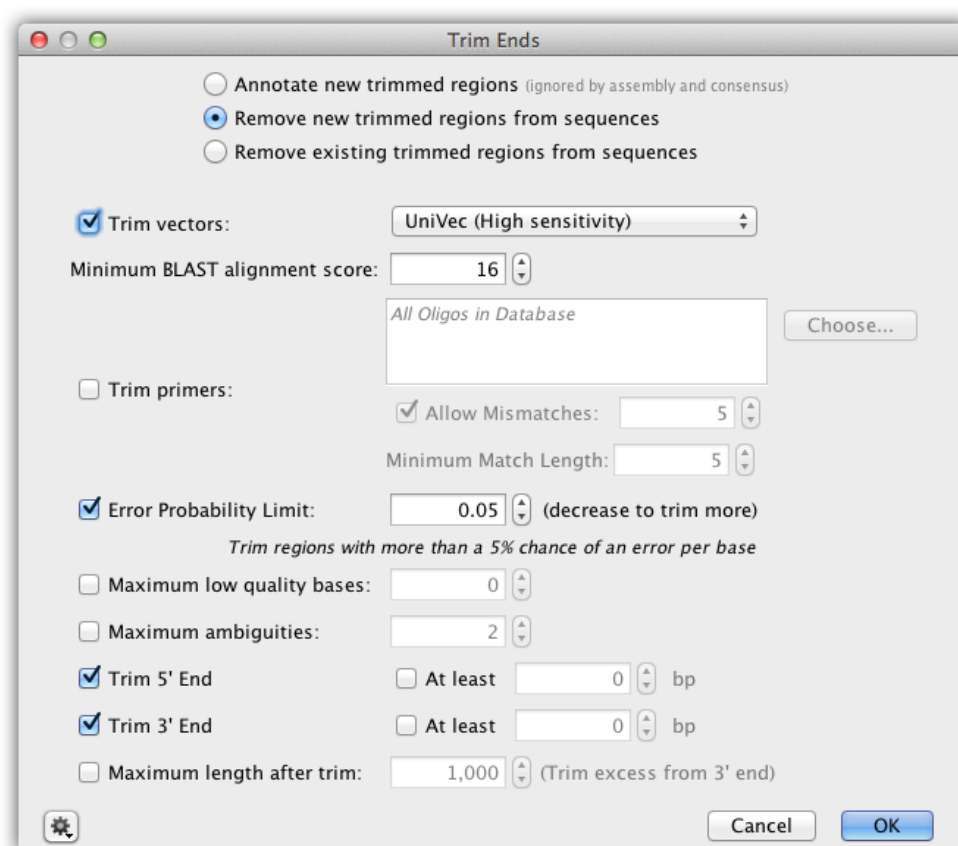 Trim Ends
Annotate new trimmed regions (ignored by assembly and consensus)
Remove new trimmed regions from sequences
Remove existing trimmed regions from sequences
Trim vectors: UniVec (High sensitivity)
Minimum BLAST alignment score: 16
All Oligos in Database
Choose...
Trim primers:
Allow Mismatches: 5
Minimum Match Length: 5
Error Probability Limit: 0.05 (decrease to trim more)
Trim regions with more than a 5% chance of an error per base
Maximum low quality bases: 0
Maximum ambiguities: 2
Trim 5' End At least 0 bp
Trim 3' End At least 0 bp
Maximum length after trim: 1,000 (Trim excess from 3' end)
Cancel OK